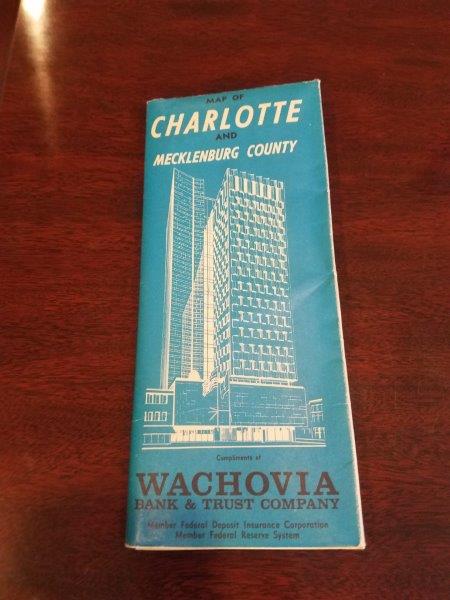 MAP OF
CHARLOTTE
AND
MECKLENBURG COUNTY
Compliments of
WACHOVIA
BANK & TRUST COMPANY
Member Federal Deposit Insurance Corporation
Member Federal Reserve System